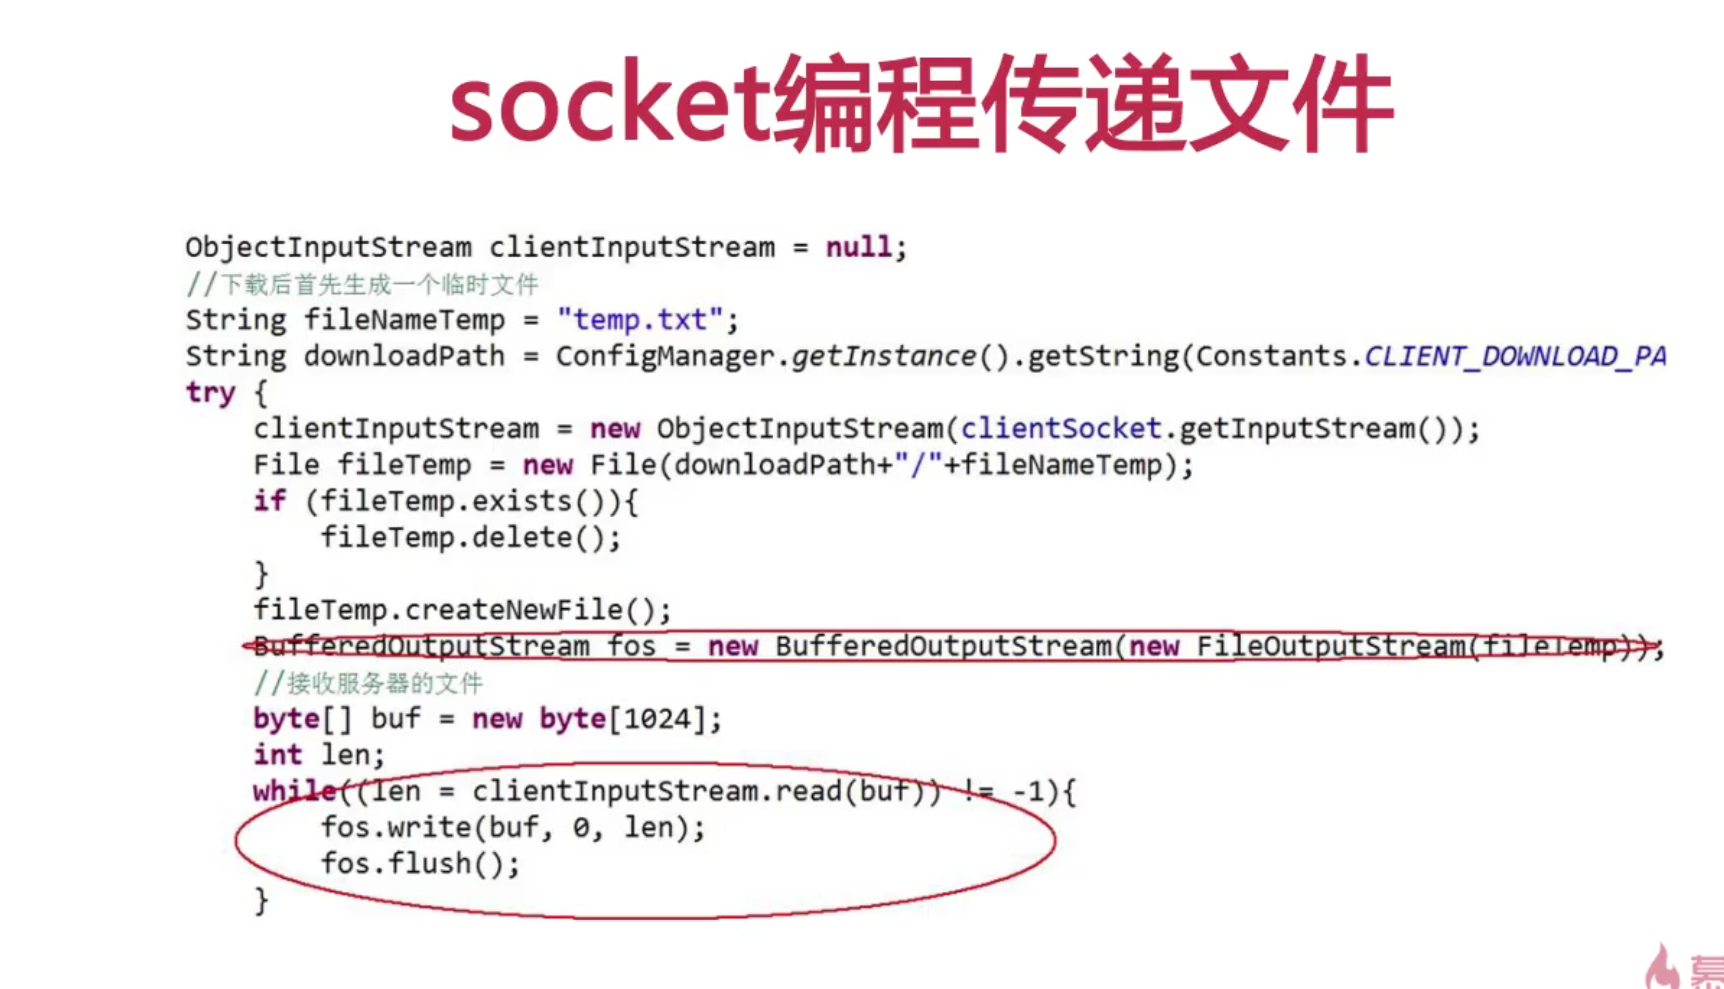 socket编程传递文件
ObjectInputStream clientInputStream = null;
//下载后首先生成一个临时文件
String fileNameTemp = "temp.txt";
String downloadPath = ConfigManager.getInstance().getString(Constants.CLIENT_DOWNLOAD_PA
try {
clientInputStream = new ObjectInputStream(clientSocket.getInputStream());
File fileTemp = new File(downloadPath+"/"+fileNameTemp);
if (fileTemp.exists()){
fileTemp.delete();
}
fileTemp.createNewFile();
BufferedOutputStream fos = new BufferedOutputStream(new FileOutputStream(fileTemp));
//接收服务器的文件
byte[] buf = new byte[1024];
int len;
while((len = clientInputStream.read(buf)) != -1){
fos.write(buf, 0, len);
fos.flush();
}